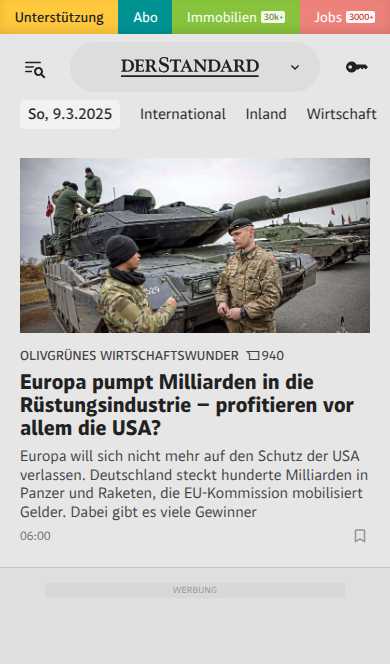 Unterstützung Abo Immobilien 30k+ Jobs 3000+
DERSTANDARD
So, 9.3.2025 International Inland Wirtschaft
OLIVGRÜNES WIRTSCHAFTSWUNDER 940
Europa pumpt Milliarden in die
Rüstungsindustrie – profitieren vor
allem die USA?
Europa will sich nicht mehr auf den Schutz der USA
verlassen. Deutschland steckt hunderte Milliarden in
Panzer und Raketen, die EU-Kommission mobilisiert
Gelder. Dabei gibt es viele Gewinner
06:00
WERBUNG